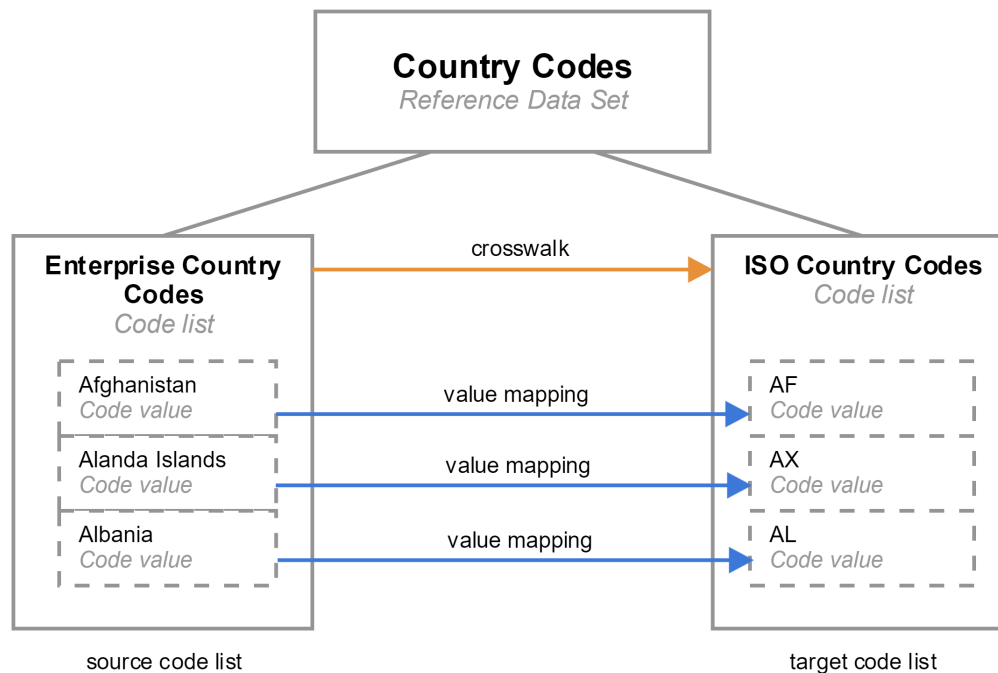 Country Codes
Reference Data Set
crosswalk
Enterprise Country
Codes
Code list
ISO Country Codes
Code list
Afghanistan
Code value
value mapping
AF
Code value
Alanda Islands
Code value
value mapping
AX
Code value
Albania
Code value
value mapping
AL
Code value
source code list
target code list